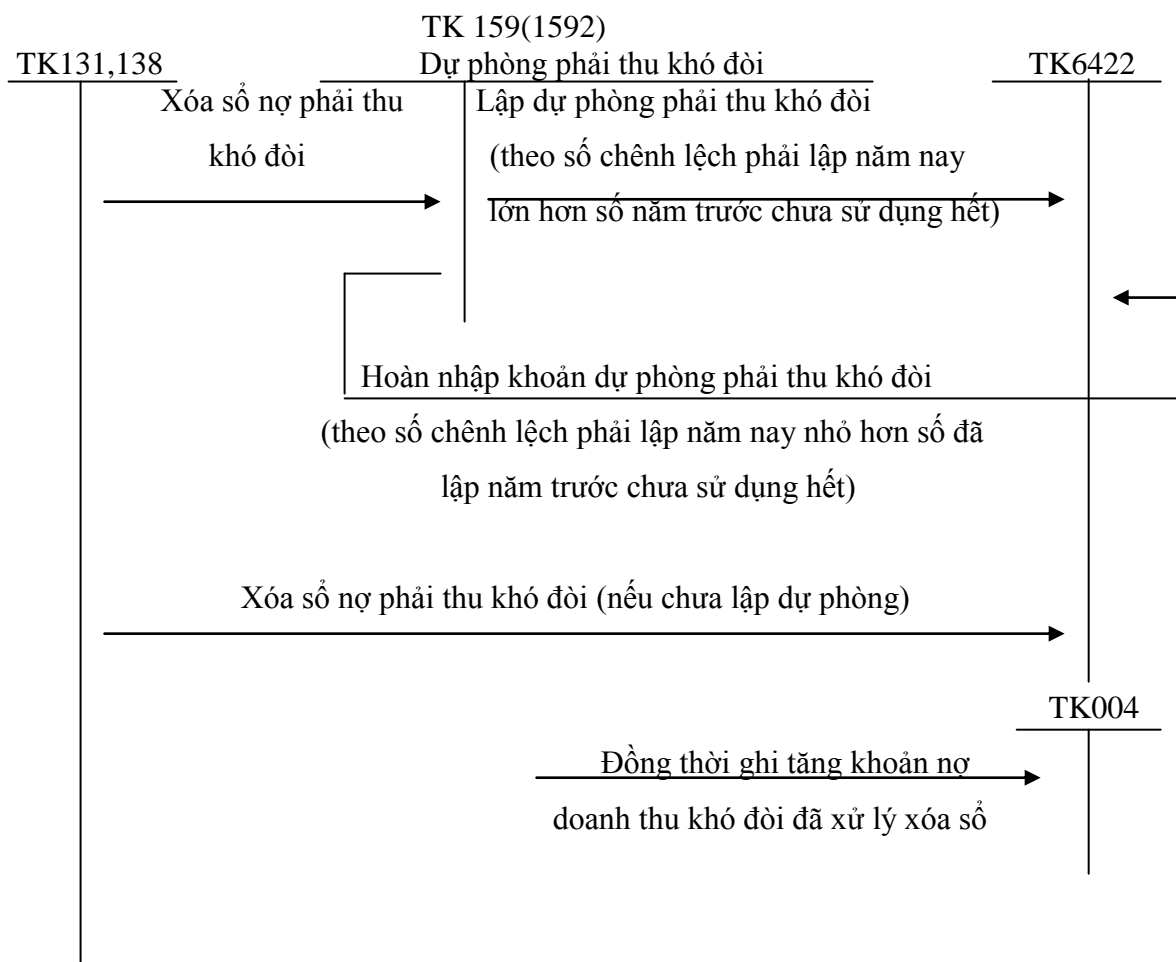 TK 159(1592)
TK131,138
Dự phòng phải thu khó đòi
TK6422
Xóa sổ nợ phải thu
khó đòi
Lập dự phòng phải thu khó đòi
(theo số chênh lệch phải lập năm nay
lớn hơn số năm trước chưa sử dụng hết)
Hoàn nhập khoản dự phòng phải thu khó đòi
(theo số chênh lệch phải lập năm nay nhỏ hơn số đã
lập năm trước chưa sử dụng hết)
Xóa sổ nợ phải thu khó đòi (nếu chưa lập dự phòng)
TK004
Đồng thời ghi tăng khoản nợ
doanh thu khó đòi đã xử lý xóa sổ